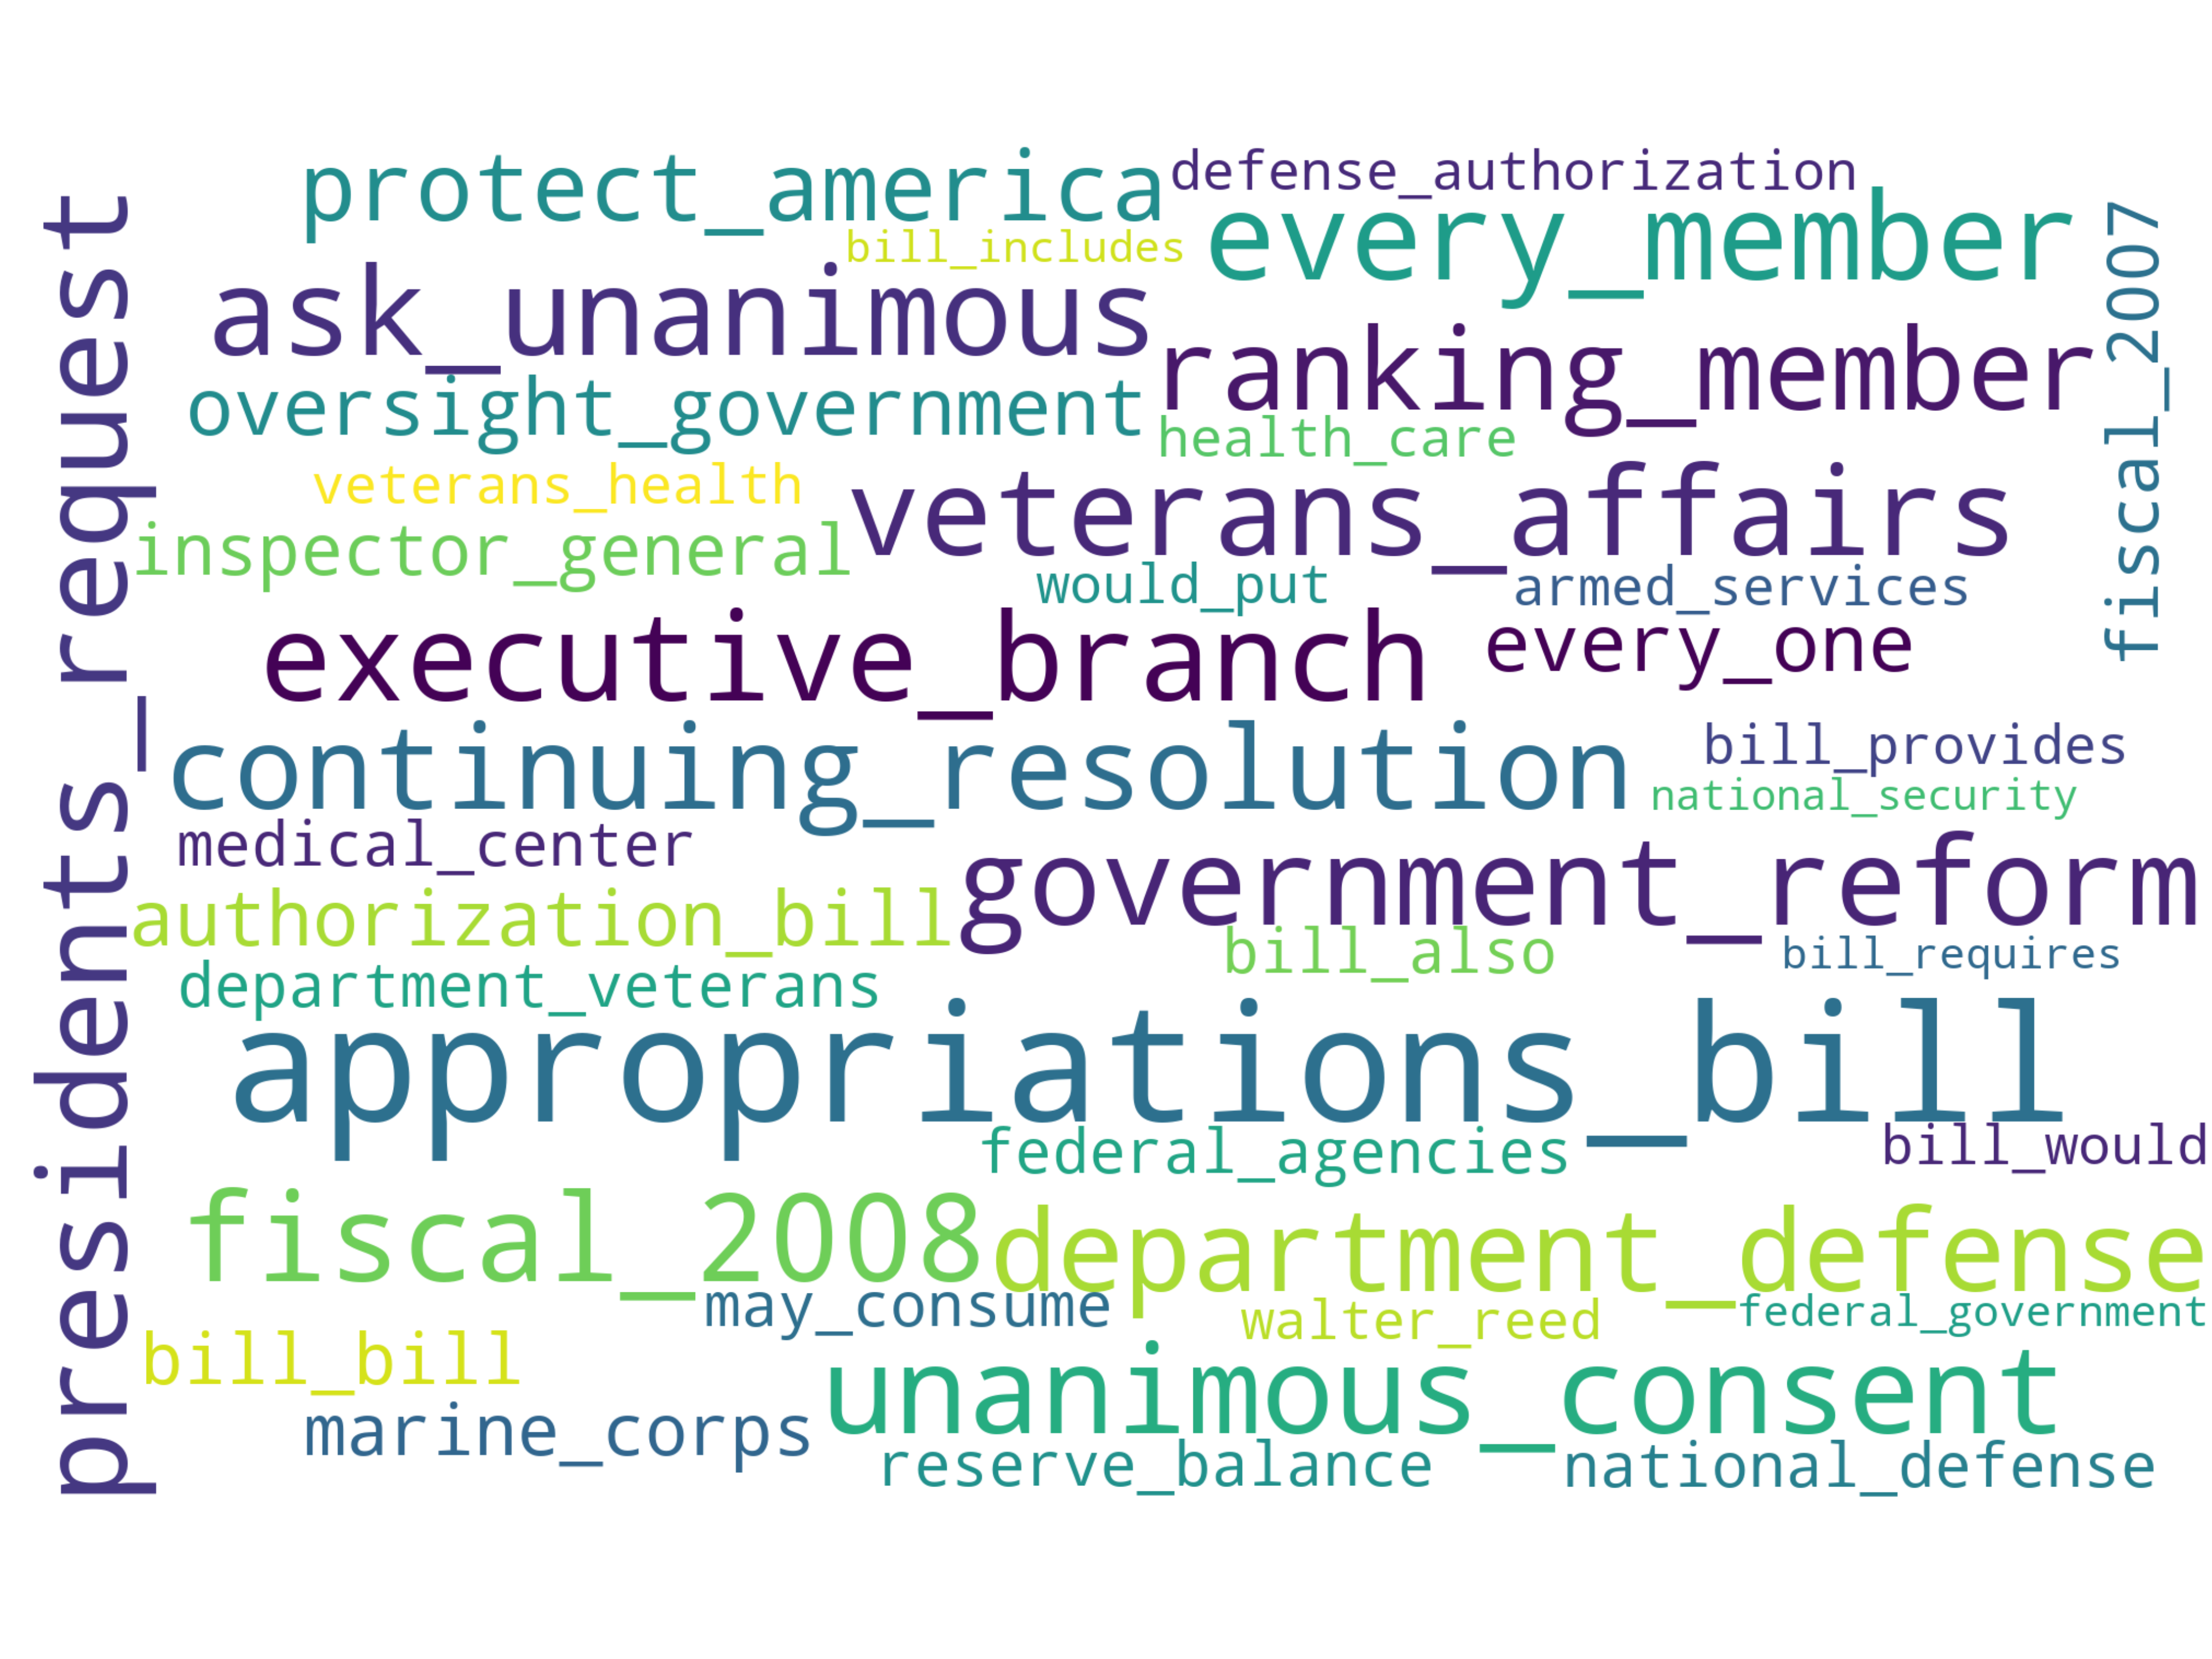 presidents_request
protect_america
defense_authorization
bill_includes
every_member
fiscal_2007
ask_unanimous
ranking_member
oversight_government
health_care
veterans_health
veterans_affairs
inspector_general
would_put
armed_services
executive_branch
every_one
continuing_resolution
bill_provides
national_security
medical_center
government_reform
authorization_bill
bill_also
bill_requires
department_veterans
appropriations_bill
federal_agencies
bill_would
fiscal_2008
department_defense
may_consume
walter_reed
federal_government
bill_bill
unanimous_consent
marine_corps
reserve_balance
national_defense